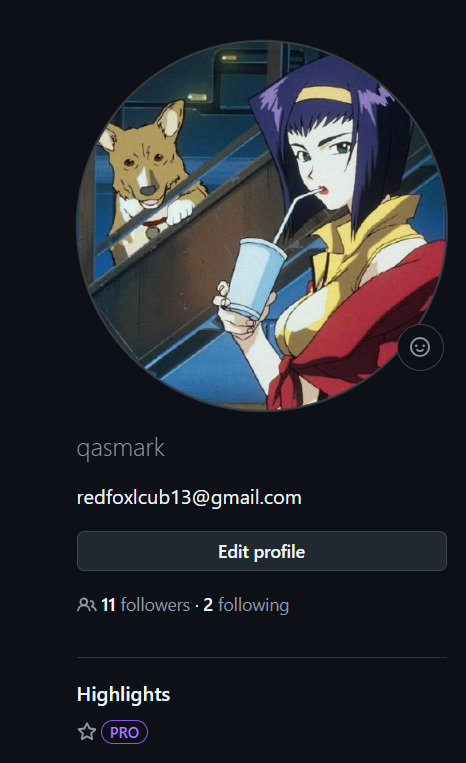 qasmark
redfoxlcub13@gmail.com
Edit profile
11 followers · 2 following
Highlights
PRO